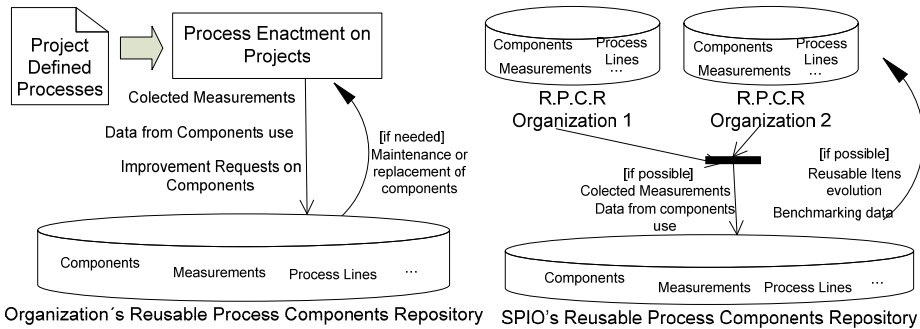 Project
Defined
Processes
Process Enactment on
Projects
Colected Measurements
Data from Components use
Improvement Requests on
Components
[if needed]
Maintenance or
replacement of
components
Components
Measurements
Process Lines
...
Organization´s Reusable Process Components Repository
Components
Process
Lines
Measurements
...
R.P.C.R
Organization 1
Components
Process
Lines
Measurements
...
R.P.C.R
Organization 2
[if possible]
Collected Measurements
Data from components
use
[if possible]
Reusable Itens
evolution
Benchmarking data
Components
Measurements
Process Lines
...
SPIO's Reusable Process Components Repository